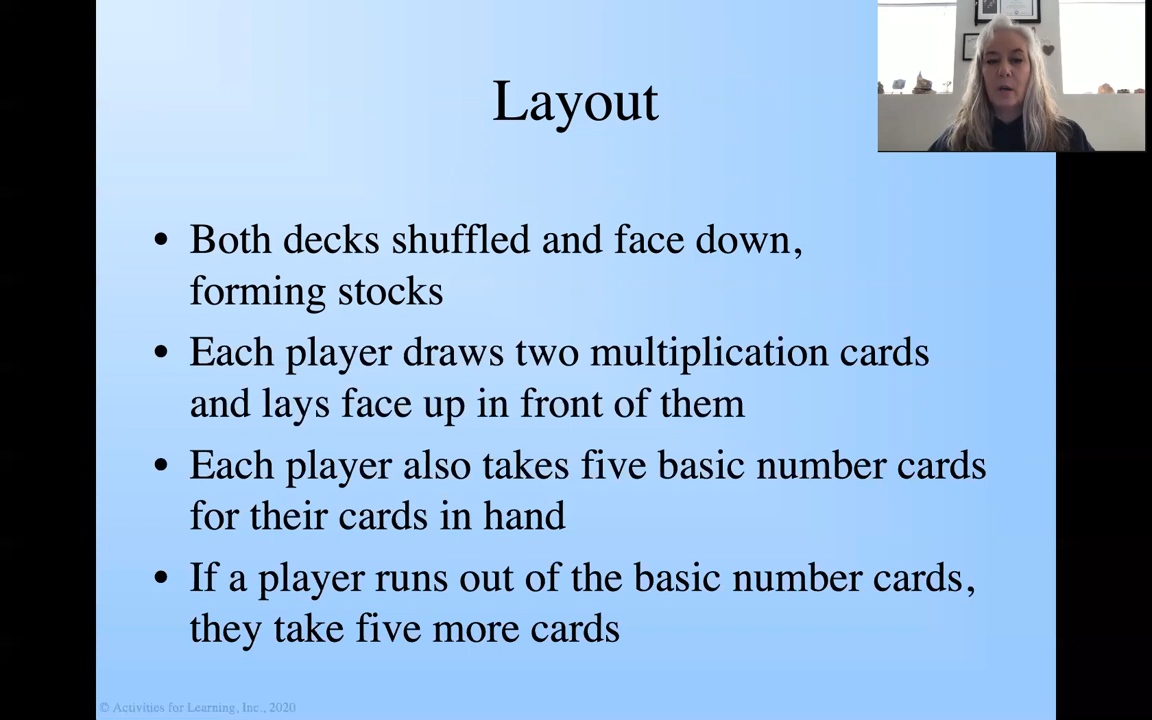 Layout
• Both decks shuffled and face down,
forming stocks
• Each player draws two multiplication cards
and lays face up in front of them
• Each player also takes five basic number cards
for their cards in hand
• If a player runs out of the basic number cards,
they take five more cards
© Activities for Learning, Inc., 2020